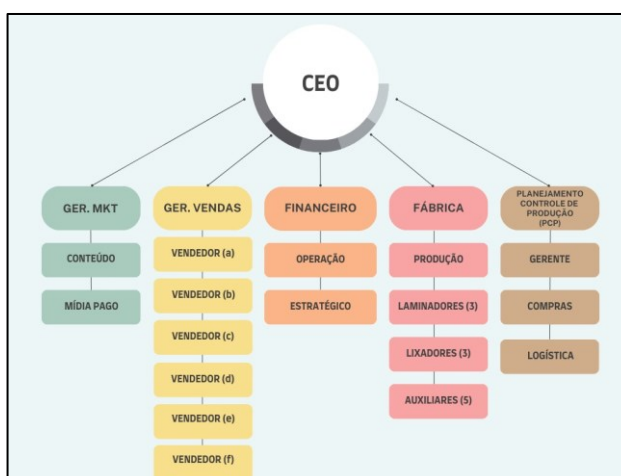 CEO
GER. MKT
CONTEÚDO
MÍDIA PAGO
GER. VENDAS
VENDEDOR (a)
VENDEDOR (b)
VENDEDOR (c)
VENDEDOR (d)
VENDEDOR (e)
VENDEDOR (f)
FINANCEIRO
OPERAÇÃO
ESTRATÉGICO
FÁBRICA
PRODUÇÃO
LAMINADORES (3)
LIXADORES (3)
AUXILIARES (5)
PLANEJAMENTO
CONTROLE DE
PRODUÇÃO
(PCP)
GERENTE
COMPRAS
LOGÍSTICA